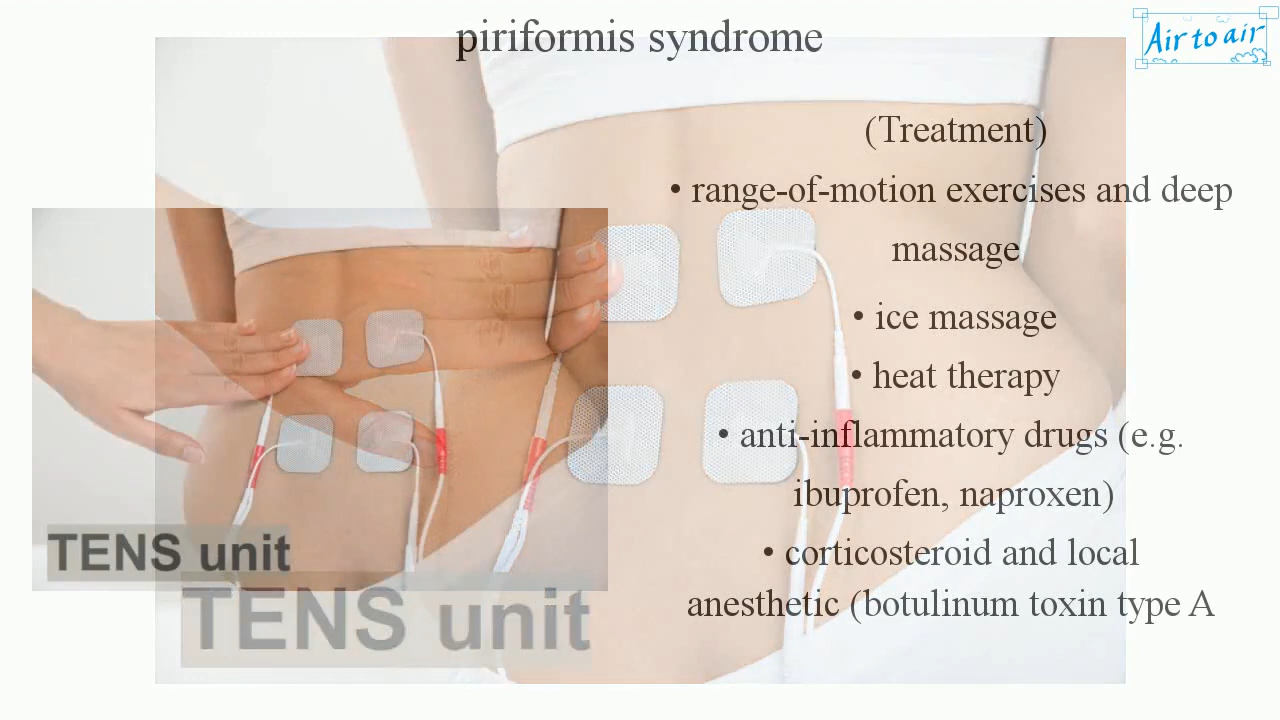 piriformis syndrome
Air to air
(Treatment)
• range-of-motion exercises and deep
massage
• ice massage
• heat therapy
• anti-inflammatory drugs (e.g.
ibuprofen, naproxen)
• corticosteroid and local
anesthetic (botulinum toxin type A
TENS unit
TENS unit